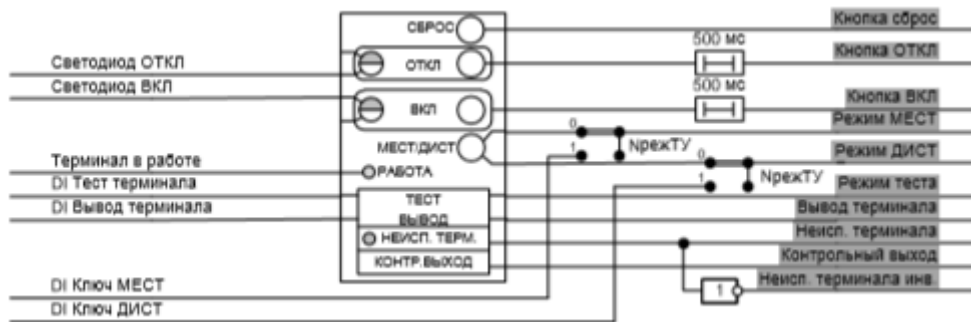 СБРОС
Кнопка сброс
500 мс
Светодиод ОТКЛ
ОТКЛ
Кнопка ОТКЛ
Светодиод ВКЛ
500 мс
ВКЛ
Кнопка ВКЛ
0
Режим МЕСТ
МЕСТ/ДИСТ
1
NрежТУ
0
Режим ДИСТ
Терминал в работе
РАБОТА
1
NрежТУ
DI Тест терминала
ТЕСТ
Режим теста
DI Вывод терминала
ВЫВОД
Вывод терминала
НЕИСП. ТЕРМ.
Неисп. терминала
КОНТР.ВЫХОД
Контрольный выход
DI Ключ МЕСТ
1
Неисп. терминала инв.
DI Ключ ДИСТ